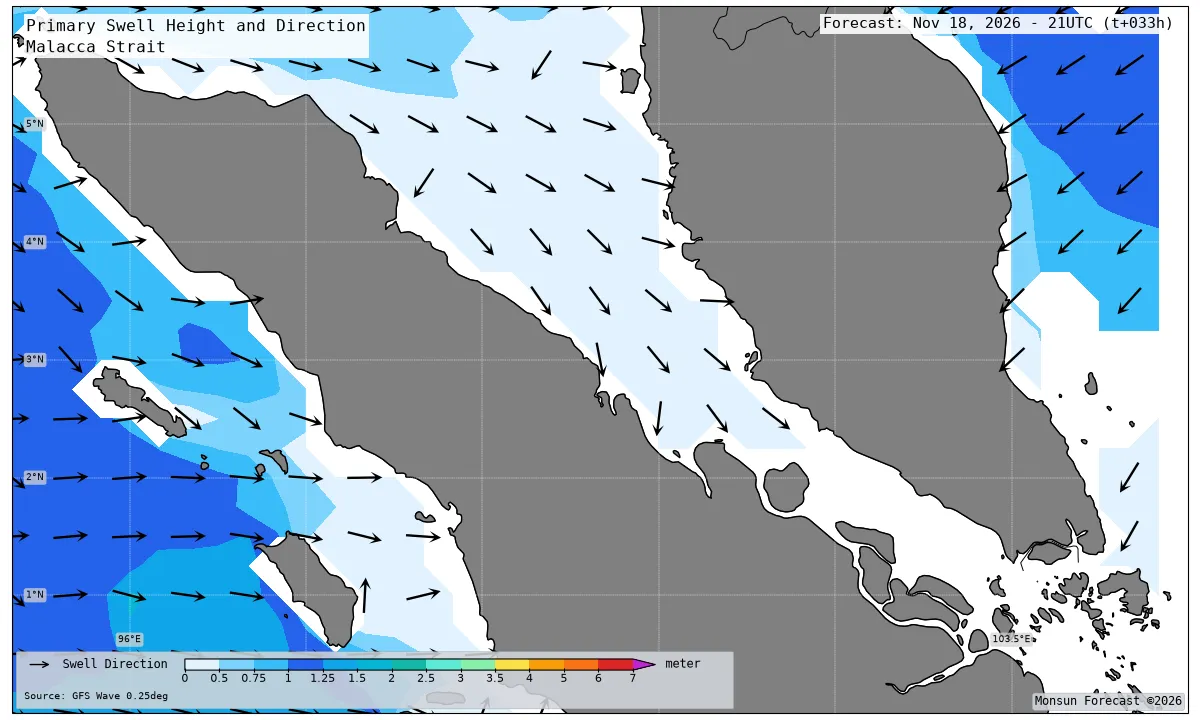 Primary Swell Height and Direction
Malacca Strait
Forecast: Nov 18, 2026 - 21UTC (t+033h)
5°N
4°N
3°N
2°N
1°N
96°E
103.5°E
Swell Direction
meter
0 0.5 0.75 1 1.25 1.5 2 2.5 3 3.5 4 5 6 7
Source: GFS Wave 0.25deg
Monsun Forecast ©2026